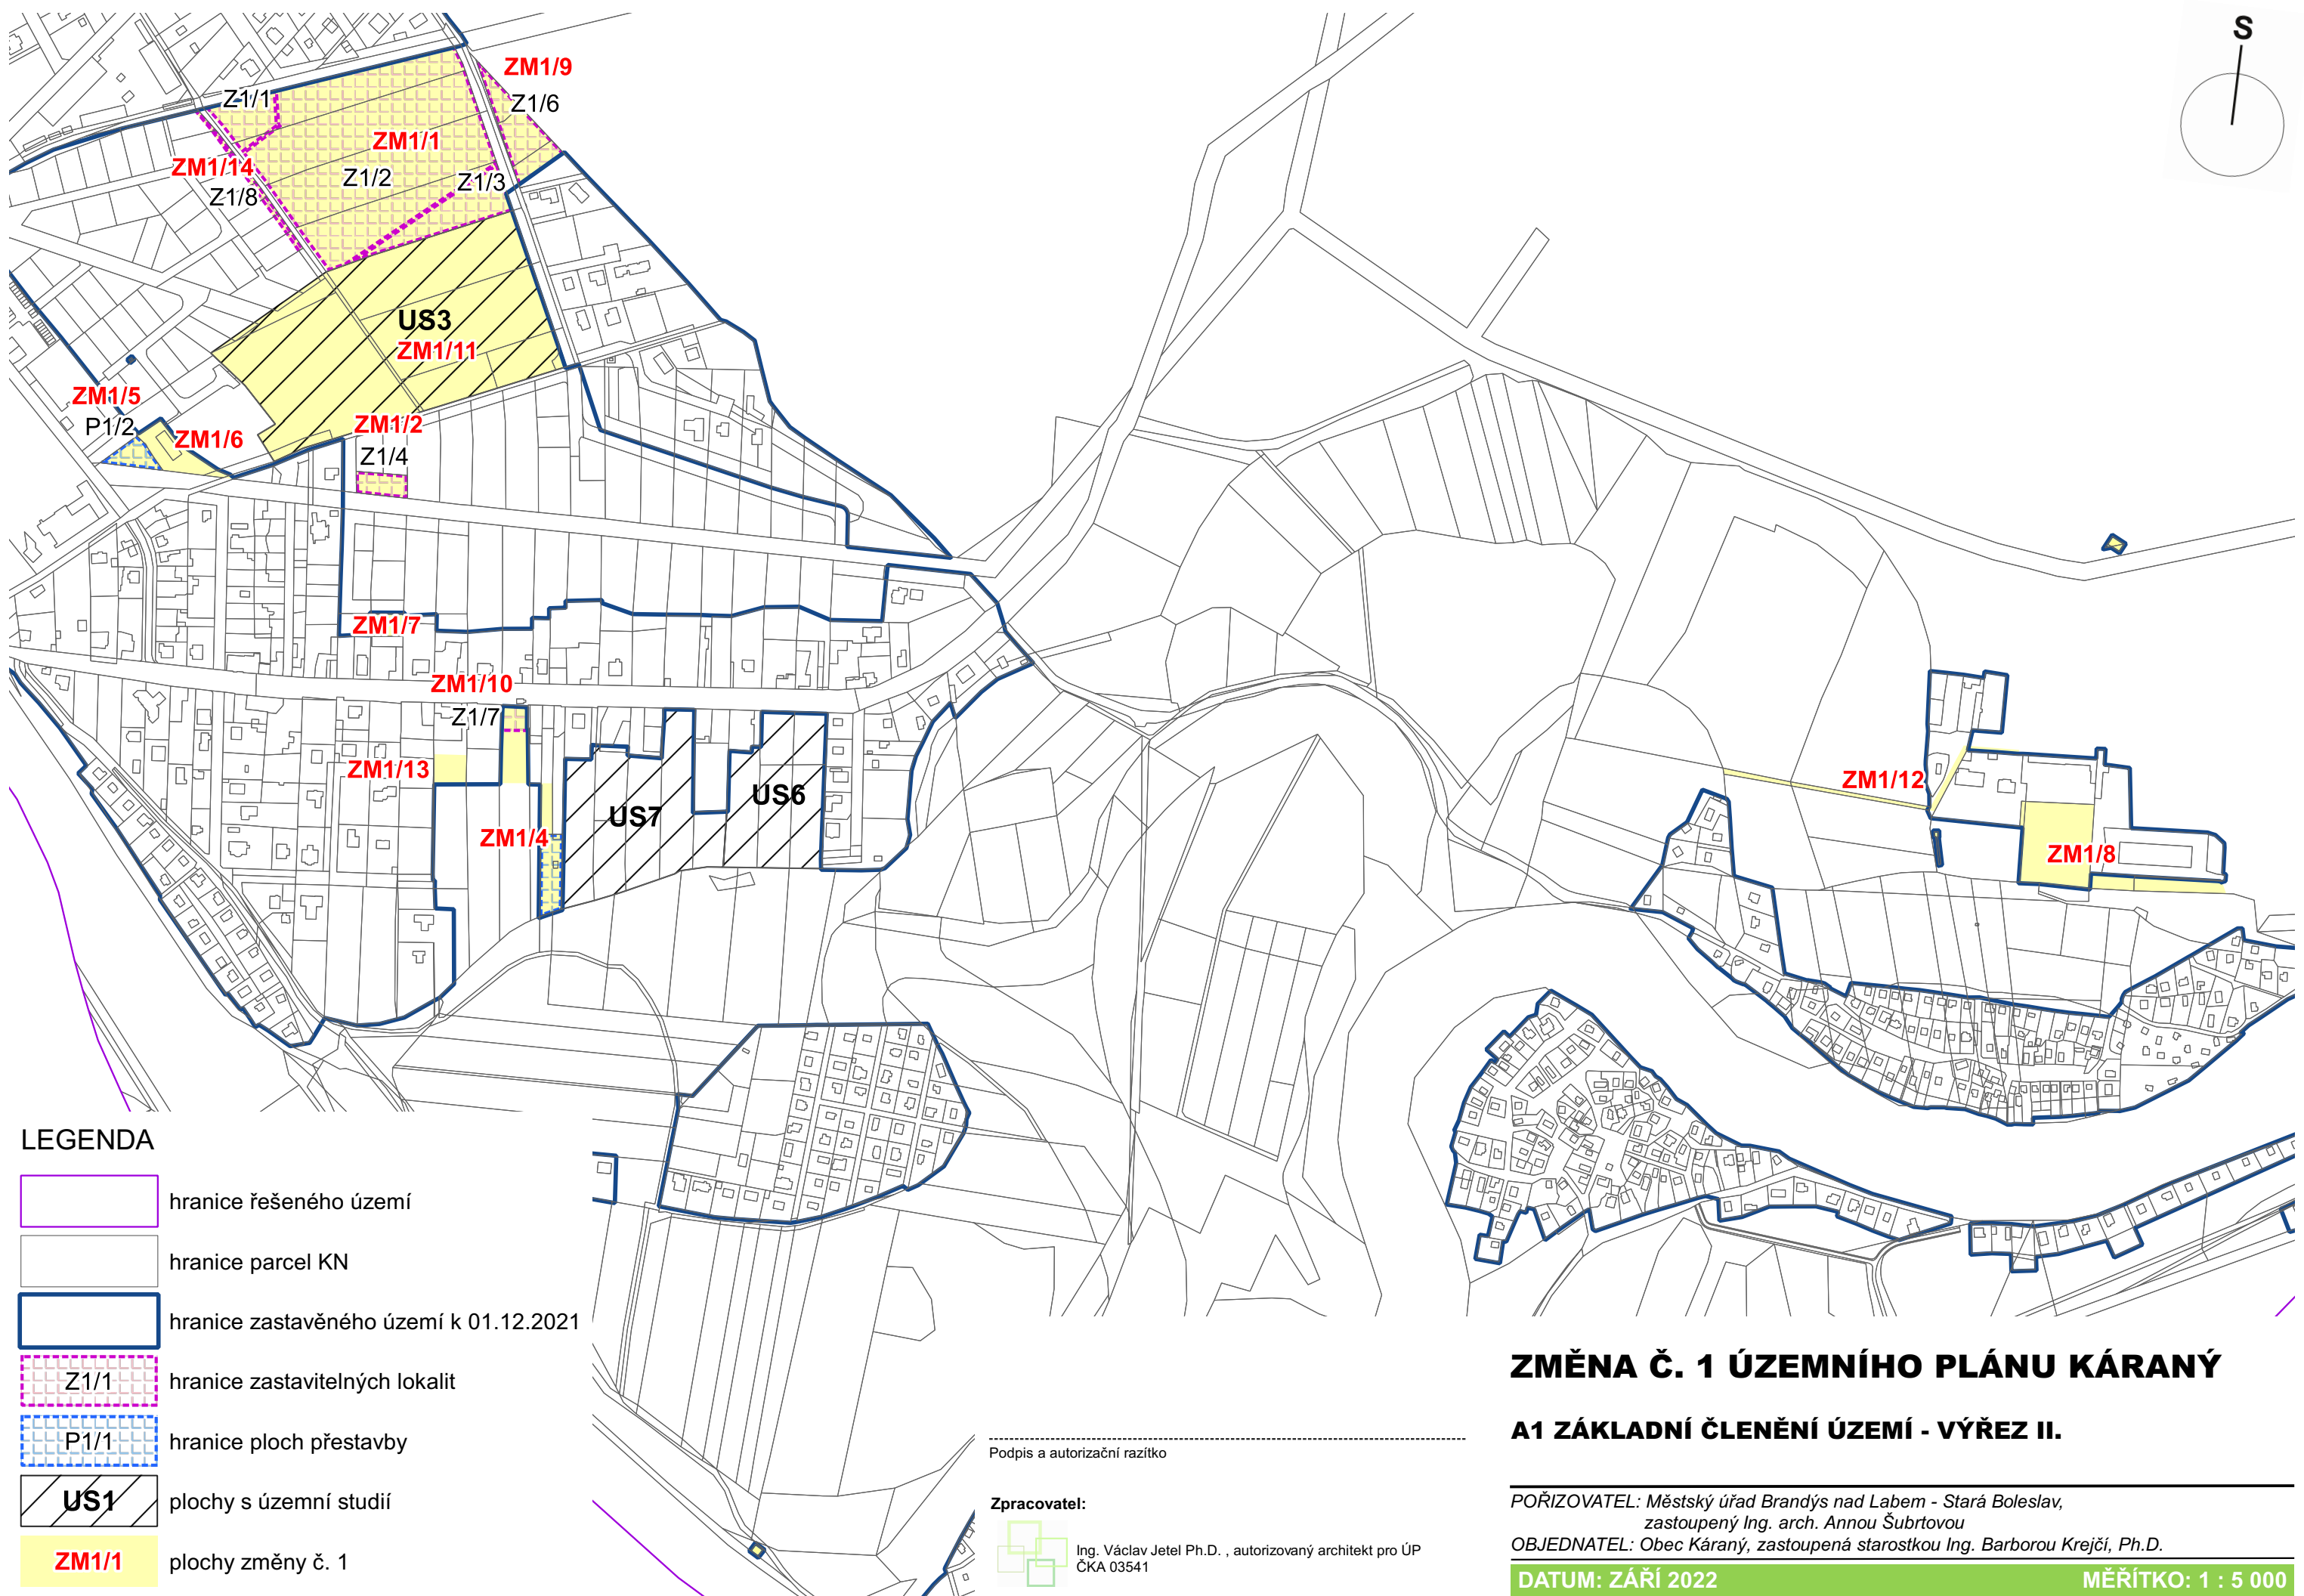 S
ZM1/9
Z1/1
Z1/6
ZM1/1
ZM1/14
Z1/2
Z1/3
Z1/8
US3
ZM1/11
ZM1/5
P1/2
ZM1/6
ZM1/2
Z1/4
ZM1/7
ZM1/10
Z1/7
ZM1/13
ZM1/12
US6
US7
ZM1/4
ZM1/8
LEGENDA
hranice řešeného území
hranice parcel KN
hranice zastavěného území k 01.12.2021
Z1/1 hranice zastavitelných lokalit
P1/1 hranice ploch přestavby
US1 plochy s územní studií
ZM1/1 plochy změny č. 1
Podpis a autorizační razítko
Zpracovatel:
Ing. Václav Jetel Ph.D. , autorizovaný architekt pro ÚP
ČKA 03541
ZMĚNA Č. 1 ÚZEMNÍHO PLÁNU KÁRANÝ
A1 ZÁKLADNÍ ČLENĚNÍ ÚZEMÍ - VÝŘEZ II.
POŘIZOVATEL: Městský úřad Brandýs nad Labem - Stará Boleslav,
zastoupený Ing. arch. Annou Šubrtovou
OBJEDNATEL: Obec Káraný, zastoupená starostkou Ing. Barborou Krejčí, Ph.D.
DATUM: ZÁŘÍ 2022 MĚŘÍTKO: 1 : 5 000